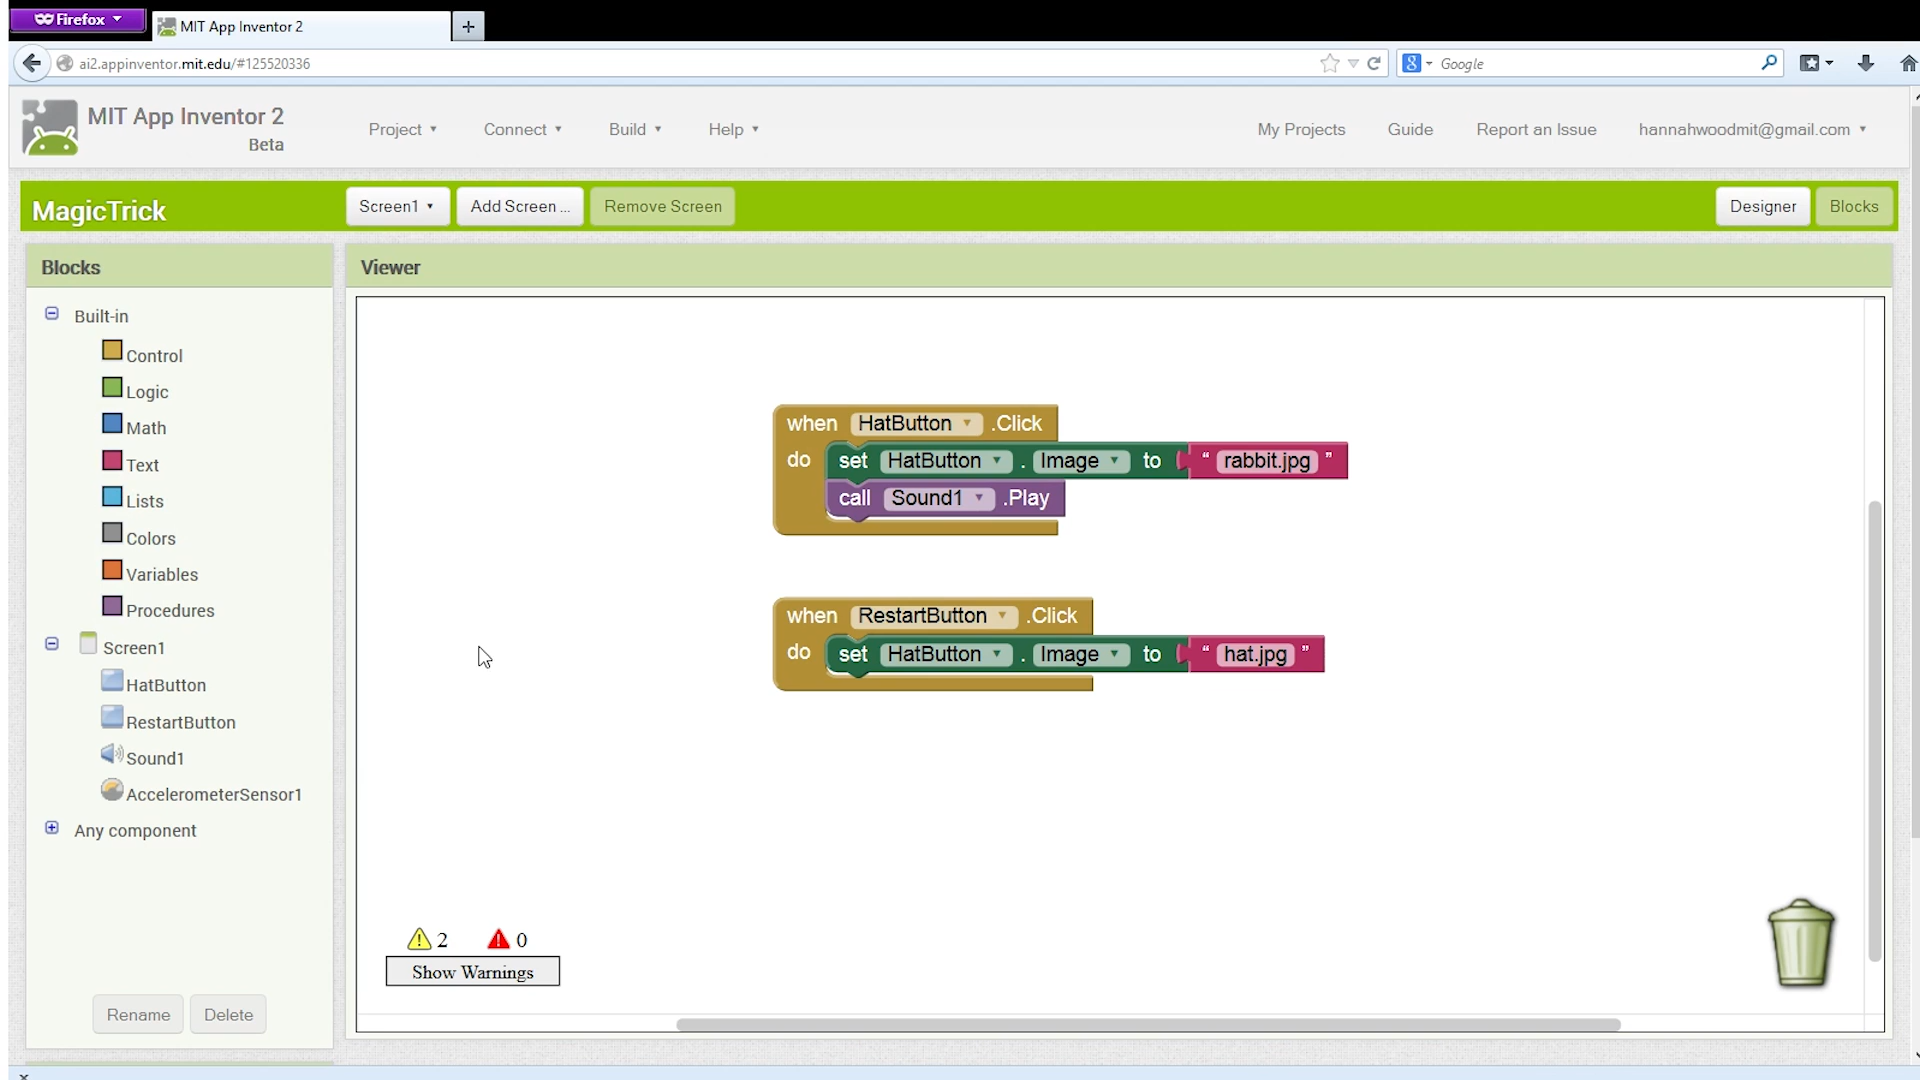 Firefox
MIT App Inventor 2
ai2.appinventor.mit.edu/#125520336
Google
MIT App Inventor 2
Beta
Project
Connect
Build
Help
My Projects
Guide
Report an Issue
hannahwoodmit@gmail.com
MagicTrick
Screen1
Add Screen ...
Remove Screen
Designer
Blocks
Blocks
Viewer
Built-in
Control
Logic
Math
Text
Lists
Colors
Variables
Procedures
Screen1
HatButton
RestartButton
Sound1
AccelerometerSensor1
Any component
Rename
Delete
when HatButton .Click
do set HatButton . Image to " rabbit.jpg "
call Sound1 .Play
when RestartButton .Click
do set HatButton . Image to " hat.jpg "
2 0
Show Warnings